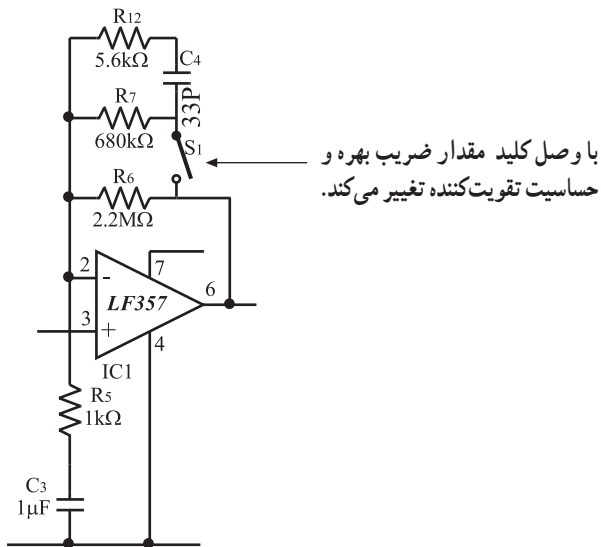 R12
5.6kΩ
C4
33P
R7
680kΩ
S1
با وصل کلید مقدار ضریب بهره و
حساسیت تقویت‌کننده تغییر می‌کند.
R6
2.2MΩ
2
-
7
LF357
6
3
+
4
IC1
R5
1kΩ
C3
1µF